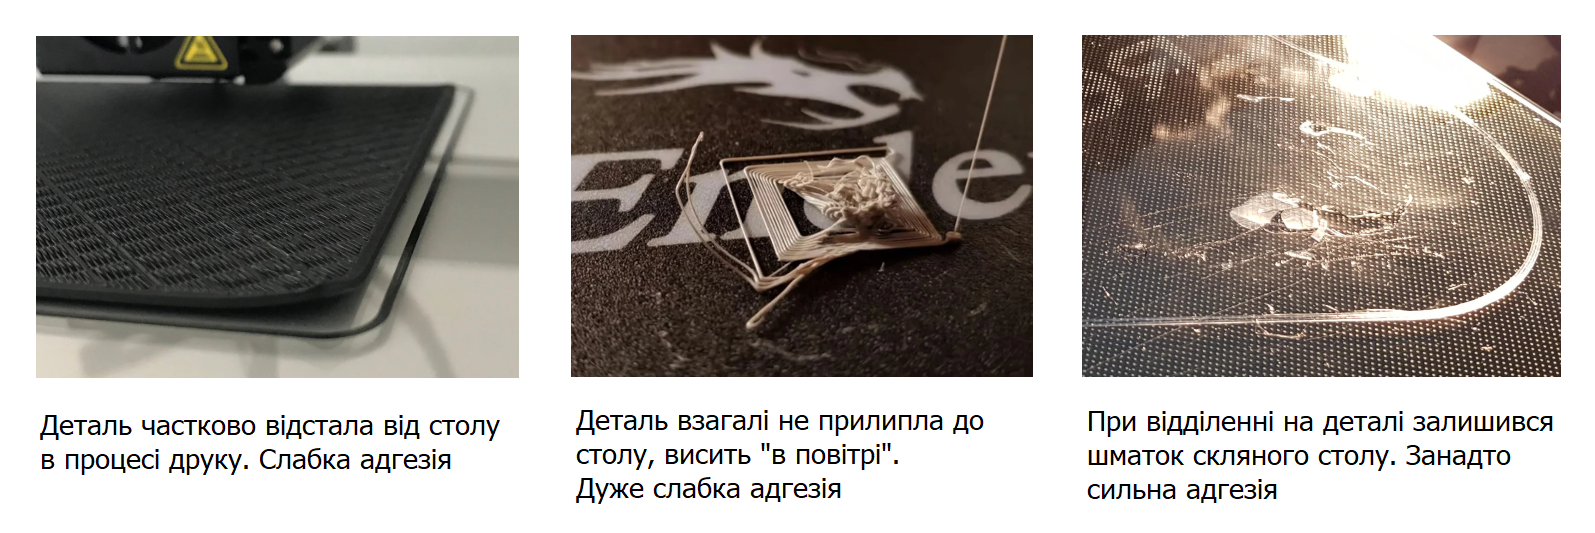 Ende
Деталь частково відстала від столу
в процесі друку. Слабка адгезія
Деталь взагалі не прилипла до
столу, висить "в повітрі".
Дуже слабка адгезія
При відділенні на деталі залишився
шматок скляного столу. Занадто
сильна адгезія